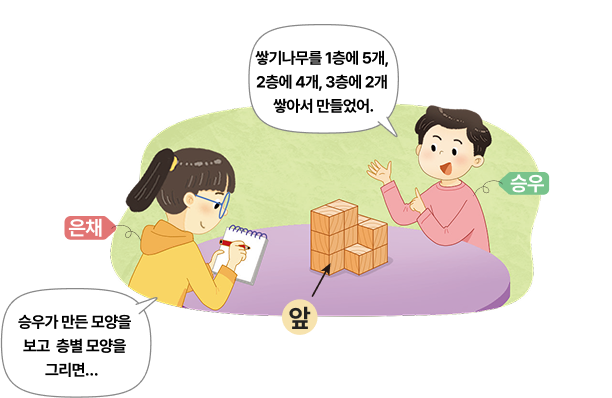 쌓기나무를 1층에 5개,
2층에 4개, 3층에 2개
쌓아서 만들었어.
승우
은채
앞
승우가 만든 모양을
보고 층별 모양을
그리면...